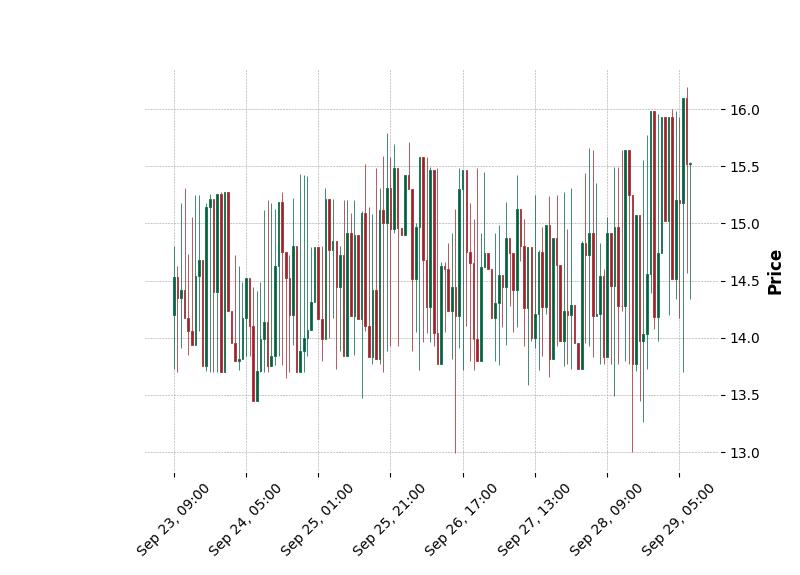 16.0
15.5
15.0
14.5
14.0
13.5
13.0
Price
Sep 23, 09:00
Sep 24, 05:00
Sep 25, 01:00
Sep 25, 21:00
Sep 26, 17:00
Sep 27, 13:00
Sep 28, 09:00
Sep 29, 05:00